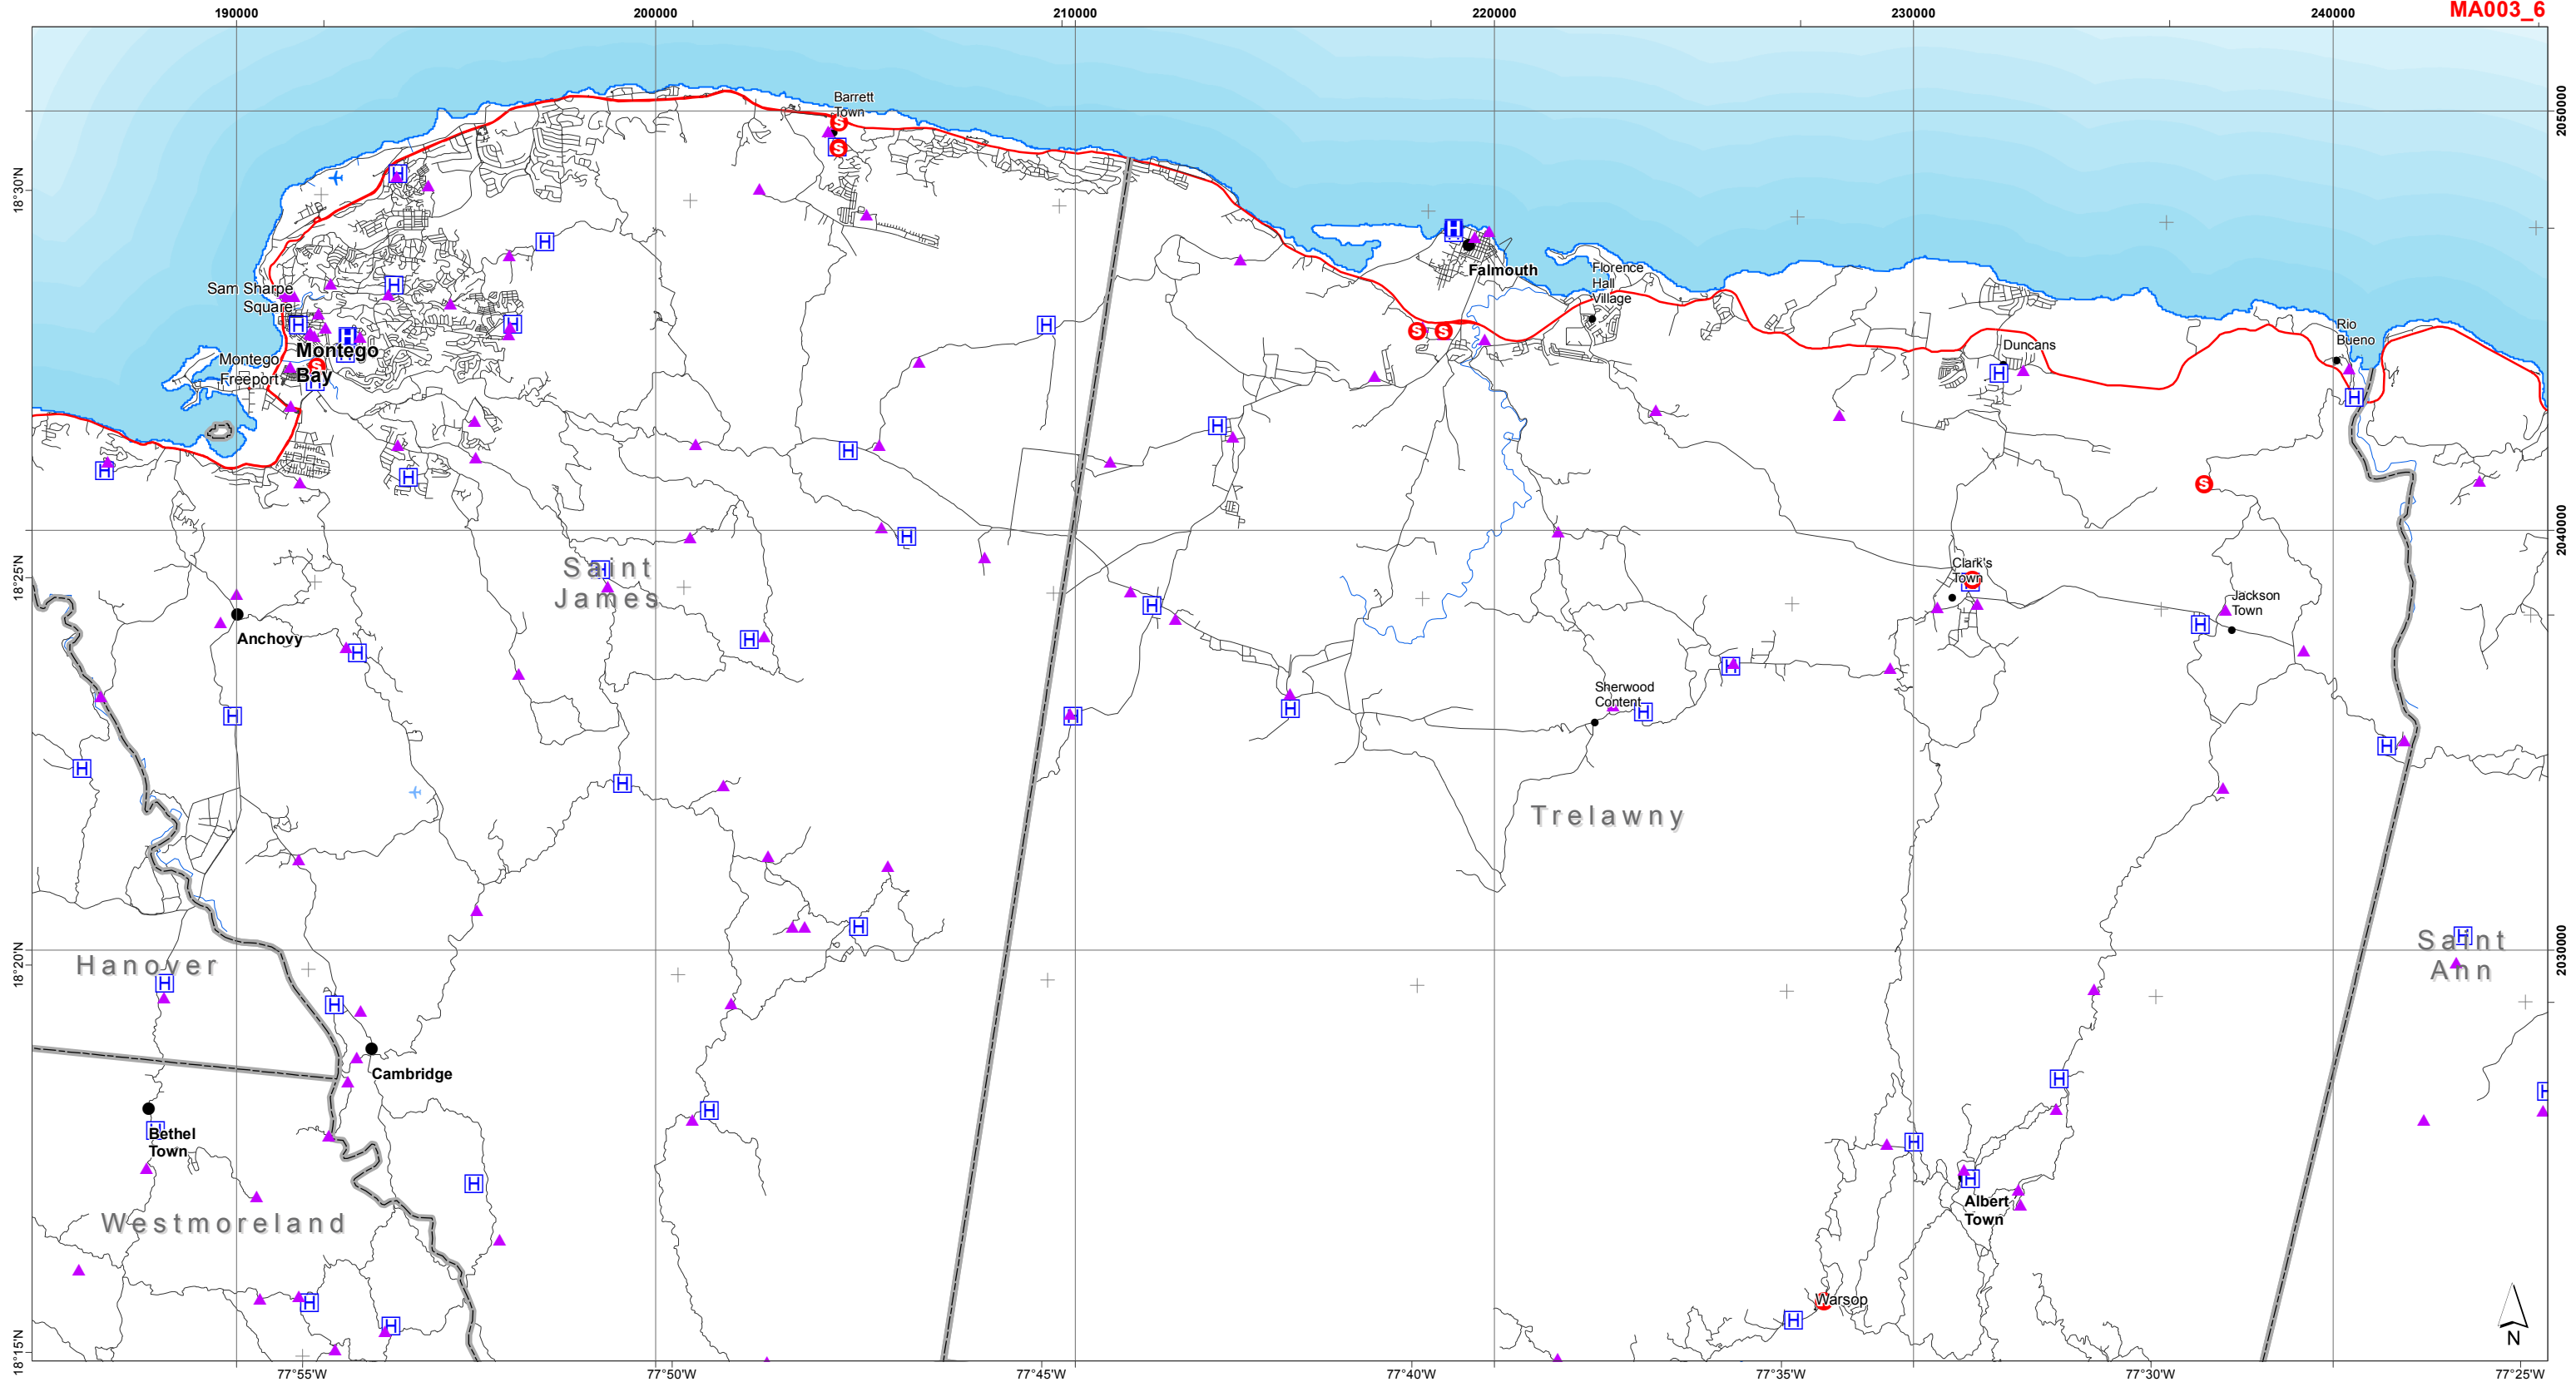 190000
200000
210000
220000
230000
240000
MA003_6
Barrett
Town
S
S
2050000
18°30'N
H
H
H
Falmouth
Florence
Hall
Village
Sam Sharpe
Square
H
H
H
H
H
S
S
Rio
Bueno
Montego
Bay
Montego
Freeport
S
H
Duncans
H
H
H
H
H
H
H
S
2040000
18°25'N
H
Saint
James
H
Clark's
Town
S
H
H
Jackson
Town
H
Anchovy
H
H
H
Sherwood
Content
H
H
H
H
H
H
H
H
Trelawny
H
H
Saint
Ann
2030000
18°20'N
Hanover
H
H
Cambridge
H
H
H
Bethel
Town
H
H
H
H
Albert
Town
Westmoreland
H
H
H
Warsop
N
18°15'N
77°55'W
77°50'W
77°45'W
77°40'W
77°35'W
77°30'W
77°25'W